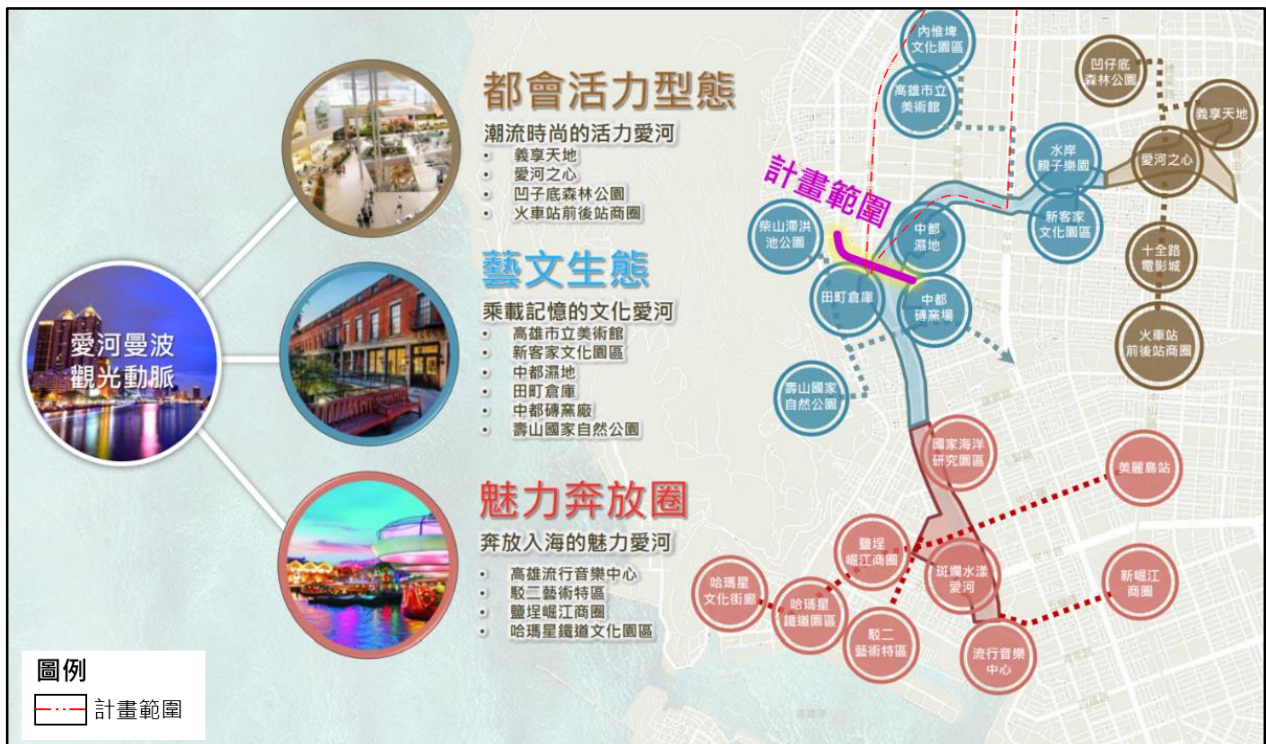 愛河曼波
觀光動脈
都會活力型態
潮流時尚的活力愛河
• 義享天地
• 愛河之心
• 凹子底森林公園
• 火車站前後站商圈
藝文生態
乘載記憶的文化愛河
• 高雄市立美術館
• 新客家文化園區
• 中都濕地
• 田町倉庫
• 中都磚窯廠
• 壽山國家自然公園
魅力奔放圈
奔放入海的魅力愛河
• 高雄流行音樂中心
• 駁二藝術特區
• 鹽埕崛江商圈
• 哈瑪星鐵道文化園區
內惟埤
文化園區
高雄市立
美術館
凹仔底
森林公園
義享天地
水岸
親子樂園
愛河之心
計畫範圍
柴山滯洪
池公園
中都
濕地
新客家
文化園區
十全路
電影城
田町倉庫
中都
磚窯場
火車站
前後站商圈
壽山國家
自然公園
國家海洋
研究園區
美麗島站
鹽埕
崛江商圈
斑斕水漾
愛河
新崛江
商圈
哈瑪星
文化街廊
哈瑪星
鐵道園區
駁二
藝術特區
流行音樂
中心
圖例
計畫範圍